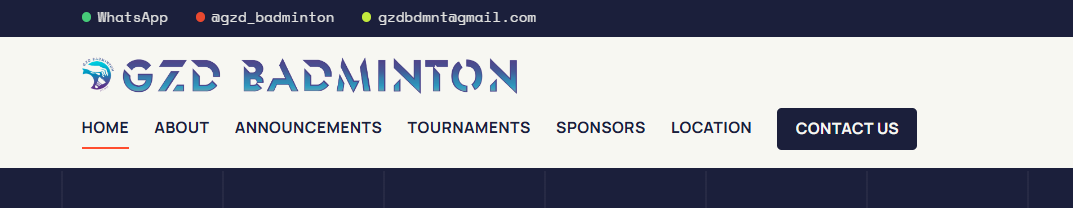 WhatsApp @gzd_badminton gzdbdmnt@gmail.com
GZD BADMINTON
HOME ABOUT ANNOUNCEMENTS TOURNAMENTS SPONSORS LOCATION CONTACT US